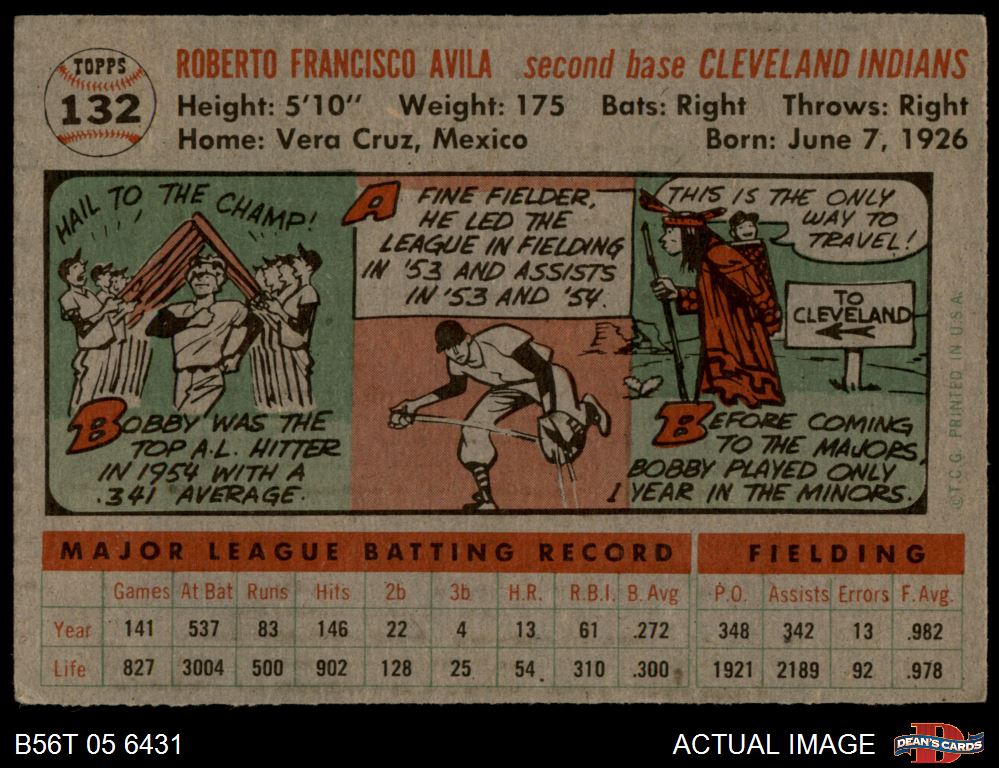 TOPPS
132
ROBERTO FRANCISCO AVILA second base CLEVELAND INDIANS
Height: 5'10" Weight: 175 Bats: Right Throws: Right
Home: Vera Cruz, Mexico Born: June 7, 1926
HAIL TO THE CHAMP!
BOBBY WAS THE
TOP A.L. HITTER
IN 1954 WITH A
.341 AVERAGE.
A FINE FIELDER,
HE LED THE
LEAGUE IN FIELDING
IN '53 AND ASSISTS
IN '53 AND '54.
THIS IS THE ONLY
WAY TO
TRAVEL!
TO
CLEVELAND
BEFORE COMING
TO THE MAJORS,
BOBBY PLAYED ONLY
1 YEAR IN THE MINORS.
©T.C.G. PRINTED IN U.S.A.
MAJOR LEAGUE BATTING RECORD FIELDING
Games At Bat Runs Hits 2b 3b H.R. R.B.I. B. Avg P.O. Assists Errors F. Avg.
Year 141 537 83 146 22 4 13 61 .272 348 342 13 .982
Life 827 3004 500 902 128 25 54 310 .300 1921 2189 92 .978
B56T 05 6431
ACTUAL IMAGE
D
DEAN'S CARDS